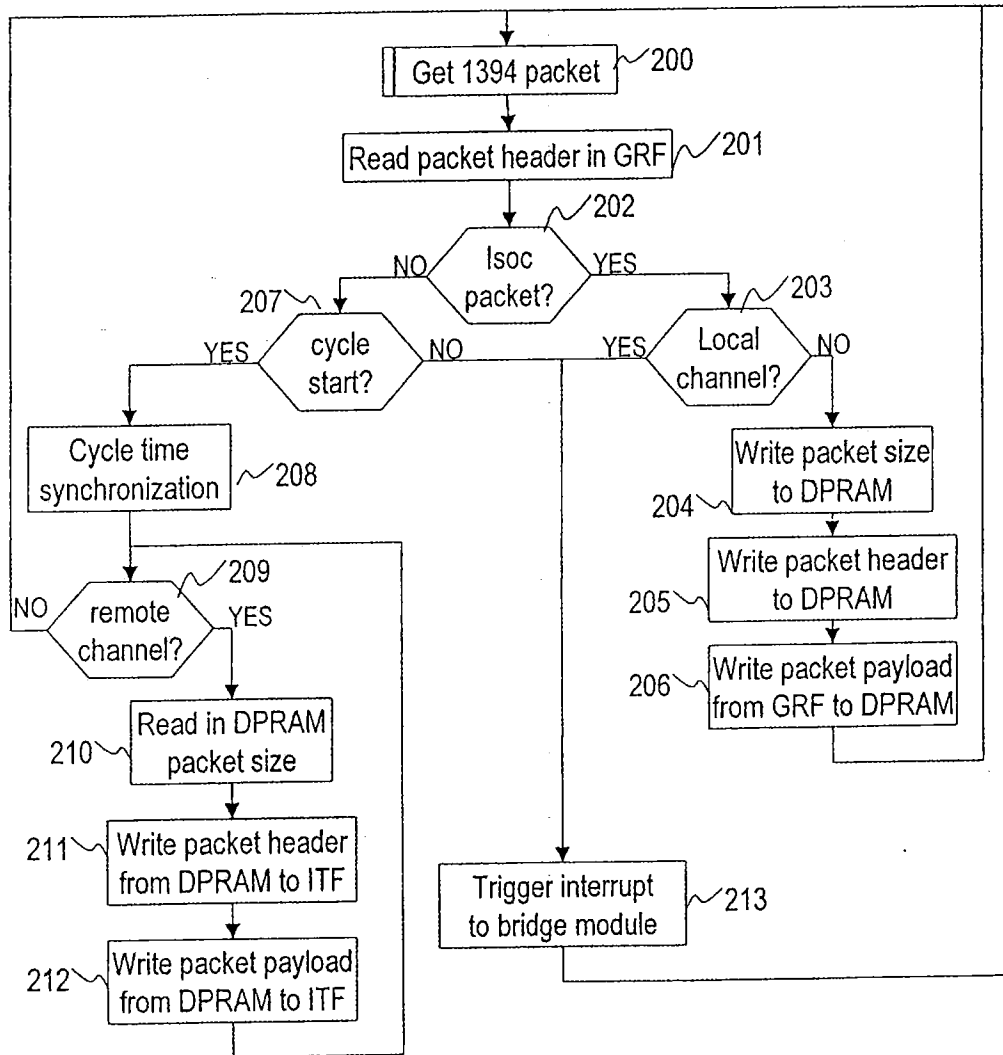 Get 1394 packet
200
Read packet header in GRF
201
202
Isoc
packet?
NO
YES
207
203
cycle
start?
YES
NO
Local
channel?
YES
NO
Cycle time
synchronization
208
Write packet size
to DPRAM
204
Write packet header
to DPRAM
205
209
remote
channel?
NO
YES
206
Write packet payload
from GRF to DPRAM
Read in DPRAM
packet size
210
211
Write packet header
from DPRAM to ITF
Trigger interrupt
to bridge module
213
212
Write packet payload
from DPRAM to ITF